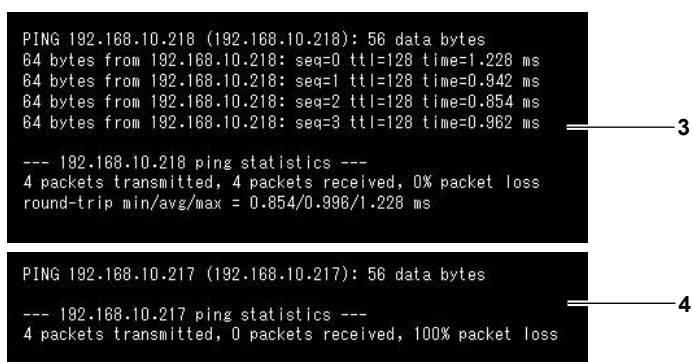 PING 192.168.10.218 (192.168.10.218): 56 data bytes
64 bytes from 192.168.10.218: seq=0 ttl=128 time=1.228 ms
64 bytes from 192.168.10.218: seq=1 ttl=128 time=0.942 ms
64 bytes from 192.168.10.218: seq=2 ttl=128 time=0.854 ms
64 bytes from 192.168.10.218: seq=3 ttl=128 time=0.962 ms
3
--- 192.168.10.218 ping statistics ---
4 packets transmitted, 4 packets received, 0% packet loss
round-trip min/avg/max = 0.854/0.996/1.228 ms
PING 192.168.10.217 (192.168.10.217): 56 data bytes
4
--- 192.168.10.217 ping statistics ---
4 packets transmitted, 0 packets received, 100% packet loss